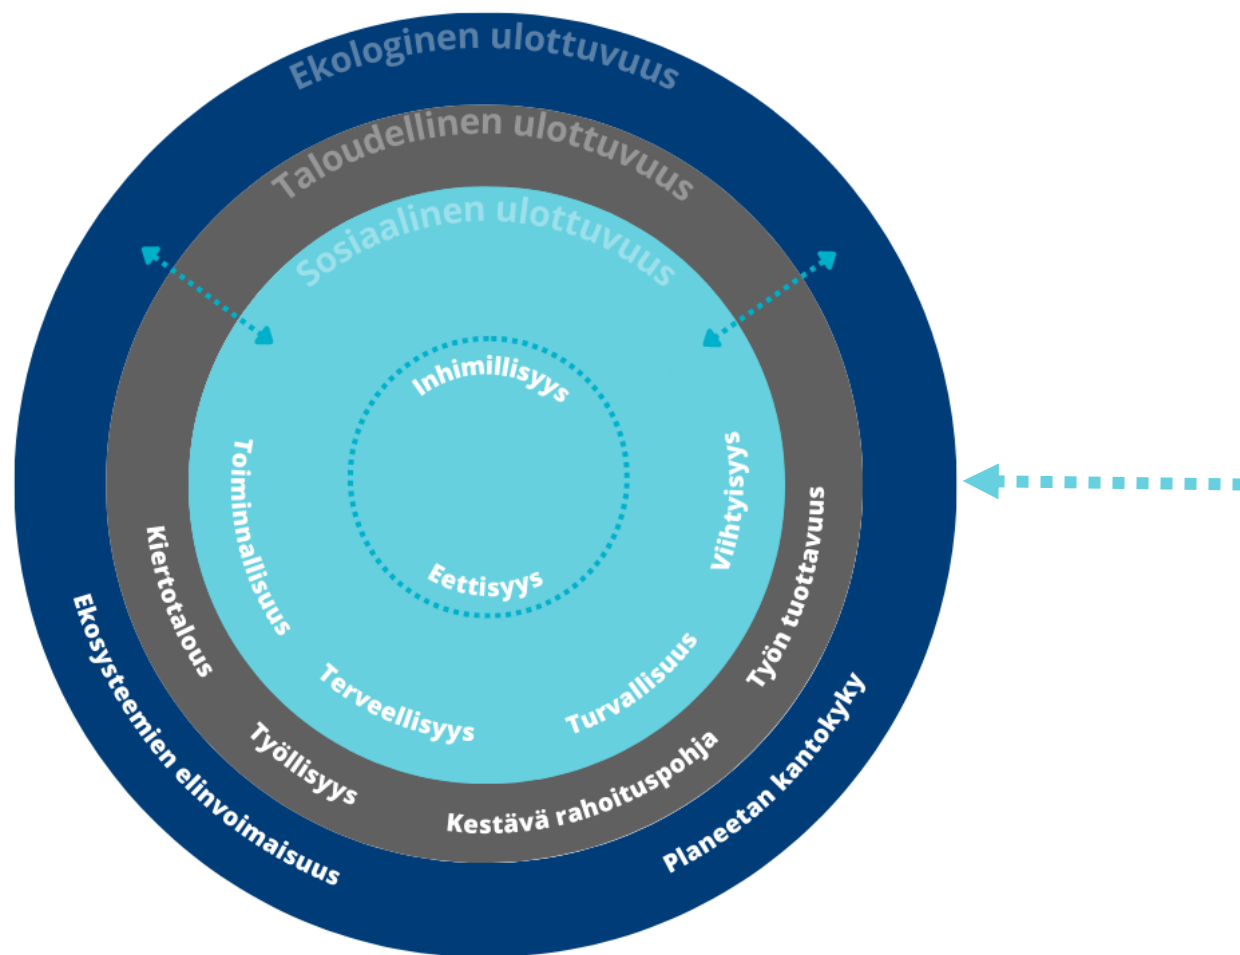 Ekologinen ulottuvuus
Taloudellinen ulottuvuus
Sosiaalinen ulottuvuus
Inhimillisyys
Eettisyys
Toiminnallisuus
Terveellisyys
Turvallisuus
Viihtyisyys
Kiertotalous
Työllisyys
Kestävä rahoituspohja
Työn tuottavuus
Ekosysteemien elinvoimaisuus
Planeetan kantokyky